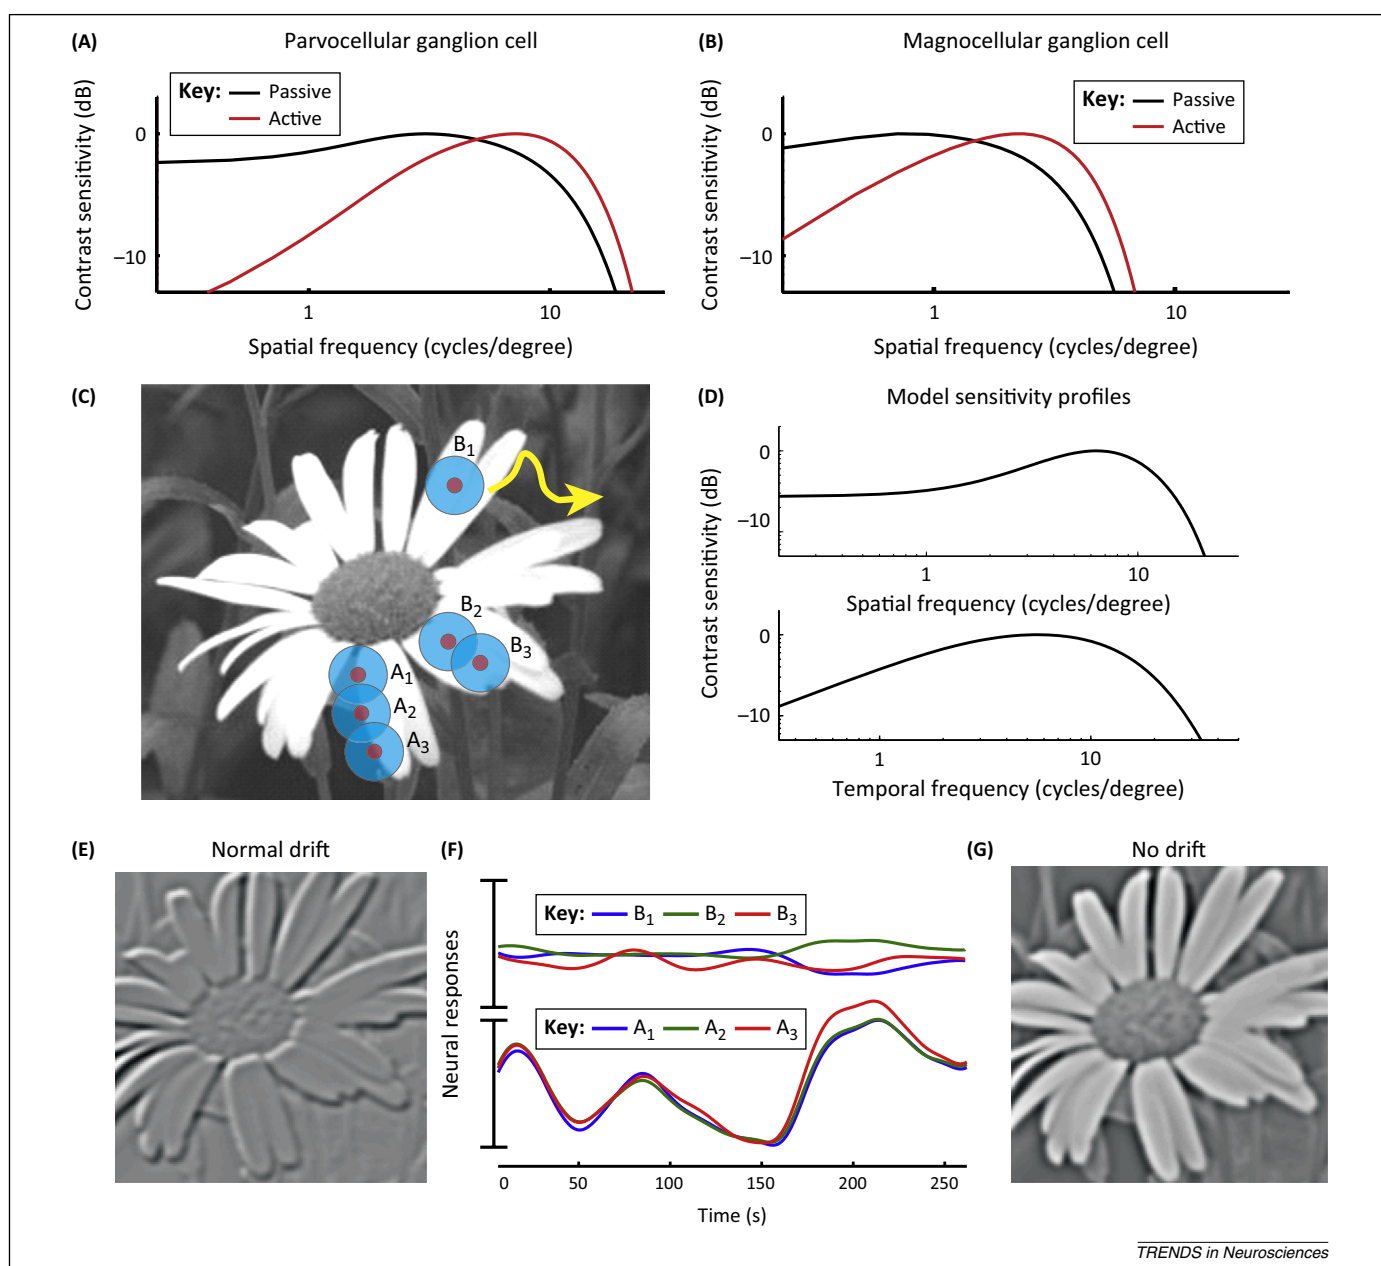 (A) Parvocellular ganglion cell
Key: Passive
Active
Contrast sensitivity (dB)
0
–10
1 10
Spatial frequency (cycles/degree)
(B) Magnocellular ganglion cell
Key: Passive
Active
Contrast sensitivity (dB)
0
–10
1 10
Spatial frequency (cycles/degree)
(C)
B1
B2
B3
A1
A2
A3
(D) Model sensitivity profiles
Contrast sensitivity (dB)
0
–10
1 10
Spatial frequency (cycles/degree)
0
–10
1 10
Temporal frequency (cycles/degree)
(E) Normal drift
(F)
Neural responses
Key: B1 B2 B3
Key: A1 A2 A3
0 50 100 150 200 250
Time (s)
(G) No drift
TRENDS in Neurosciences